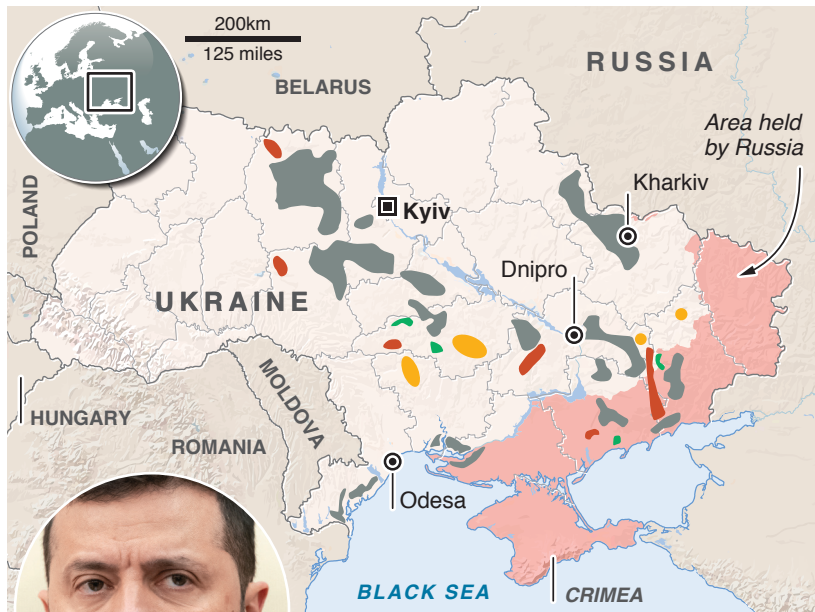 200km
125 miles
RUSSIA
BELARUS
Area held
by Russia
Kharkiv
POLAND
Kyiv
Dnipro
UKRAINE
MOLDOVA
HUNGARY
ROMANIA
Odesa
BLACK SEA
CRIMEA